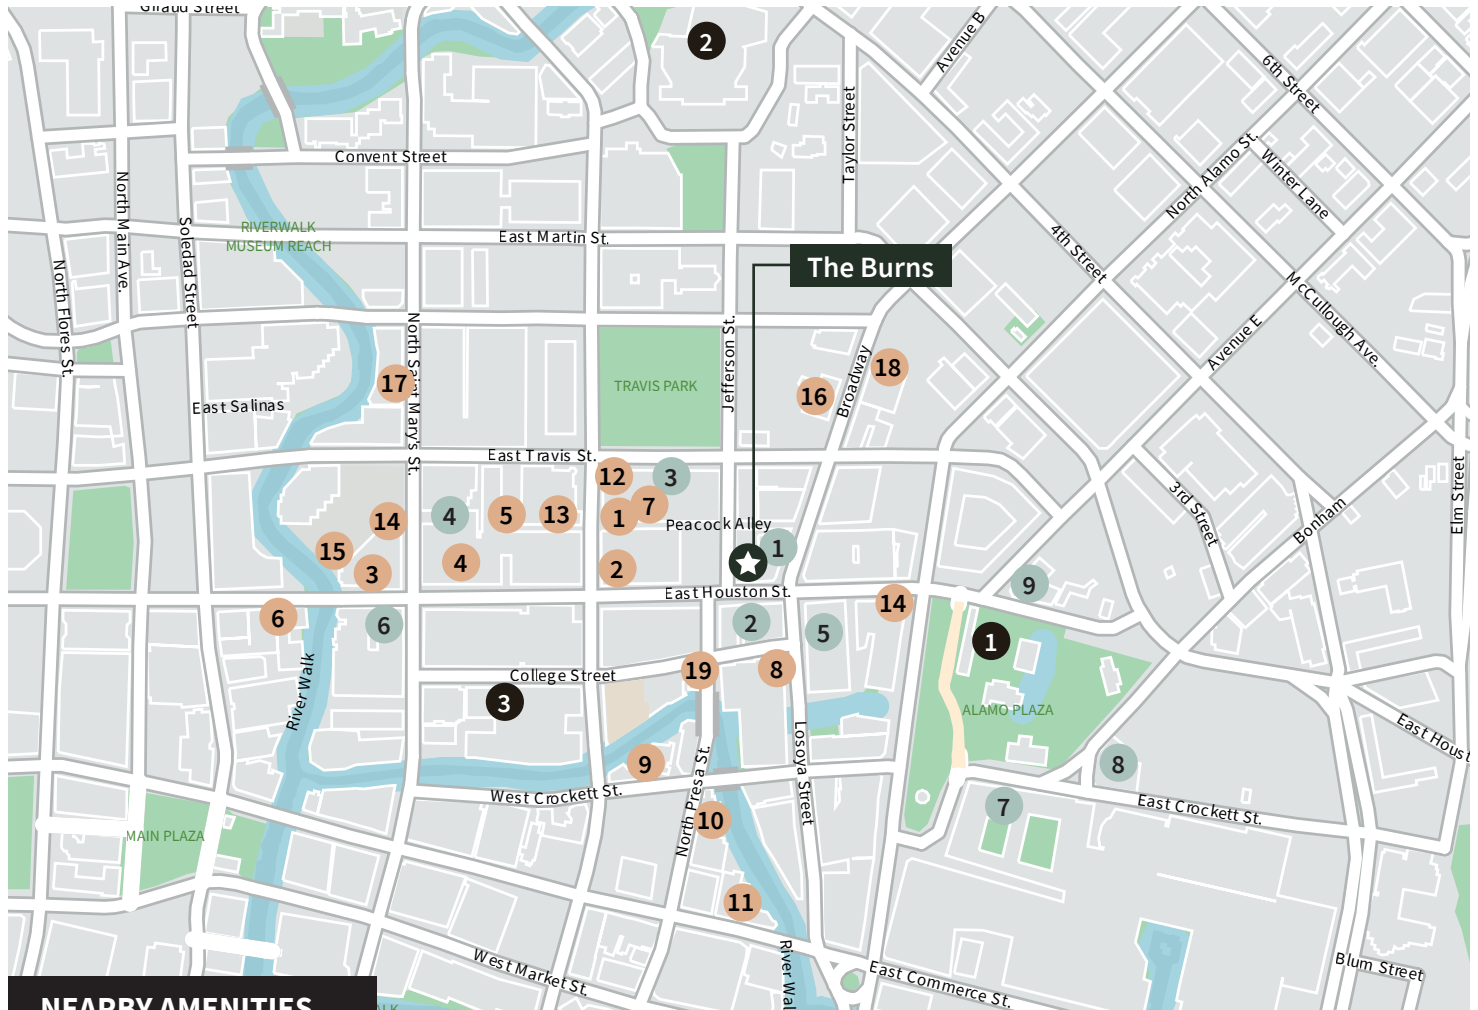 Giraud Street
2
Avenue B
6th Street
Taylor Street
Convent Street
North Alamo St.
Winter Lane
North Main Ave.
Soledad Street
RIVERWALK
MUSEUM REACH
East Martin St.
4th Street
North Flores St.
The Burns
McCullough Ave.
North Saint Mary's St.
Jefferson St.
Broadway
Avenue E
17
TRAVIS PARK
18
16
East Salinas
East Travis St.
12
3
7
1
Peacock Alley
4
5
13
14
15
3
4
2
1
3rd Street
Bonham
Elm Street
East Houston St.
9
14
6
6
2
5
1
River Walk
College Street
19
8
3
ALAMO PLAZA
Losoya Street
East Houst
9
North Presa St.
8
West Crockett St.
7
East Crockett St.
10
MAIN PLAZA
11
River Wal
West Market St.
East Commerce St.
Blum Street
NEARBY AMENITIES
ALK